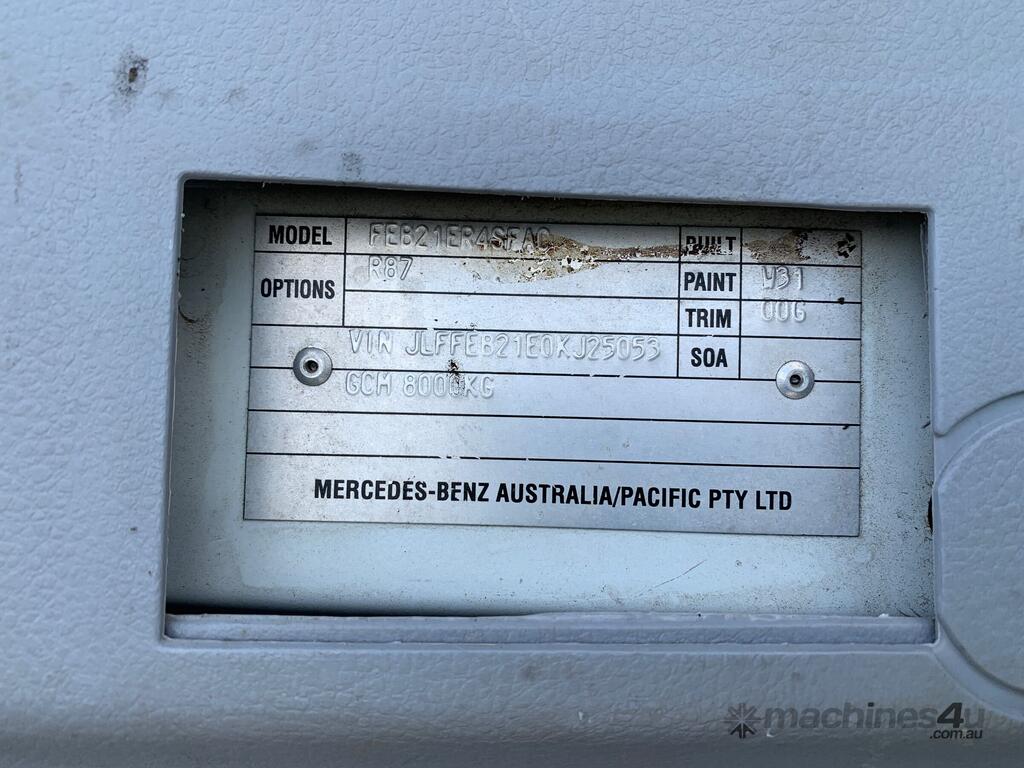 MODEL FEB21ER4SFAC BUILT
OPTIONS R87 PAINT W31
TRIM 00G
VIN JLFFEB21E0KJ25053 SOA
GCM 8000KG
MERCEDES-BENZ AUSTRALIA/PACIFIC PTY LTD
machines4u
.com.au